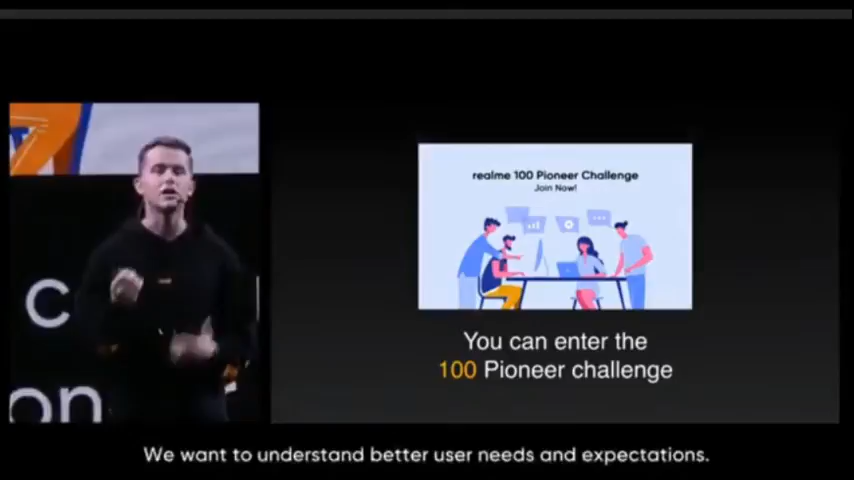 c
on
realme 100 Pioneer Challenge
Join Now!
You can enter the
100 Pioneer challenge
We want to understand better user needs and expectations.